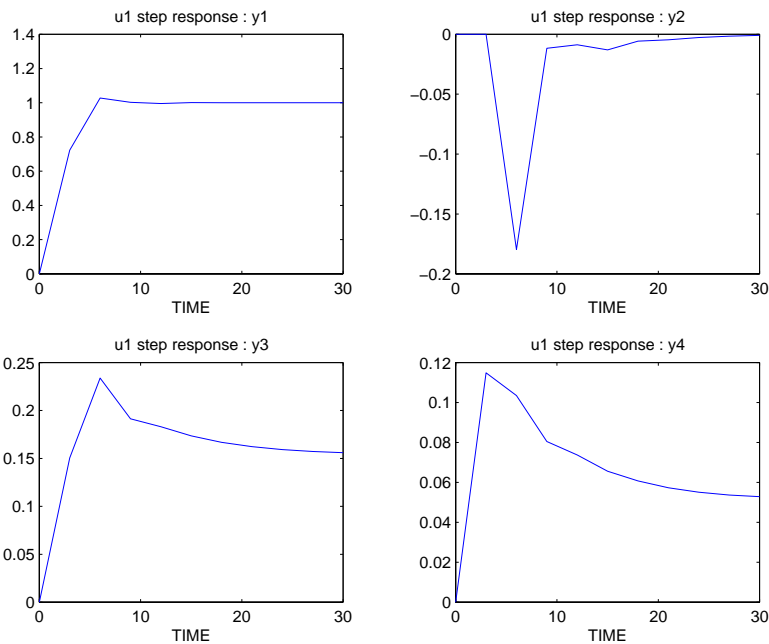 u1 step response : y1
1.4
1.2
1
0.8
0.6
0.4
0.2
0
0 10 20 30
TIME
u1 step response : y2
0
−0.05
−0.1
−0.15
−0.2
0 10 20 30
TIME
u1 step response : y3
0.25
0.2
0.15
0.1
0.05
0
0 10 20 30
TIME
u1 step response : y4
0.12
0.1
0.08
0.06
0.04
0.02
0
0 10 20 30
TIME